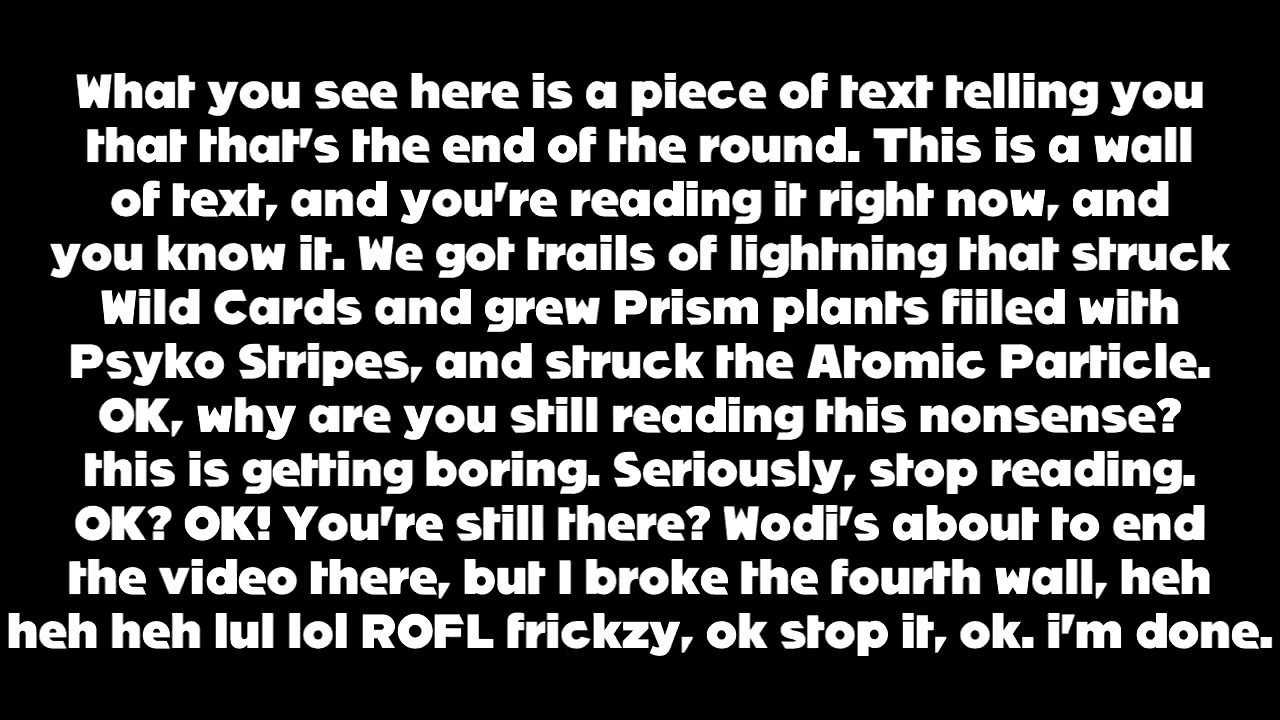 What you see here is a piece of text telling you
that that's the end of the round. This is a wall
of text, and you're reading it right now, and
you know it. We got trails of lightning that struck
Wild Cards and grew Prism plants fiiled with
Psyko Stripes, and struck the Atomic Particle.
OK, why are you still reading this nonsense?
this is getting boring. Seriously, stop reading.
OK? OK! You're still there? Wodi's about to end
the video there, but I broke the fourth wall, heh
heh heh lul lol ROFL frickzy, ok stop it, ok. i'm done.